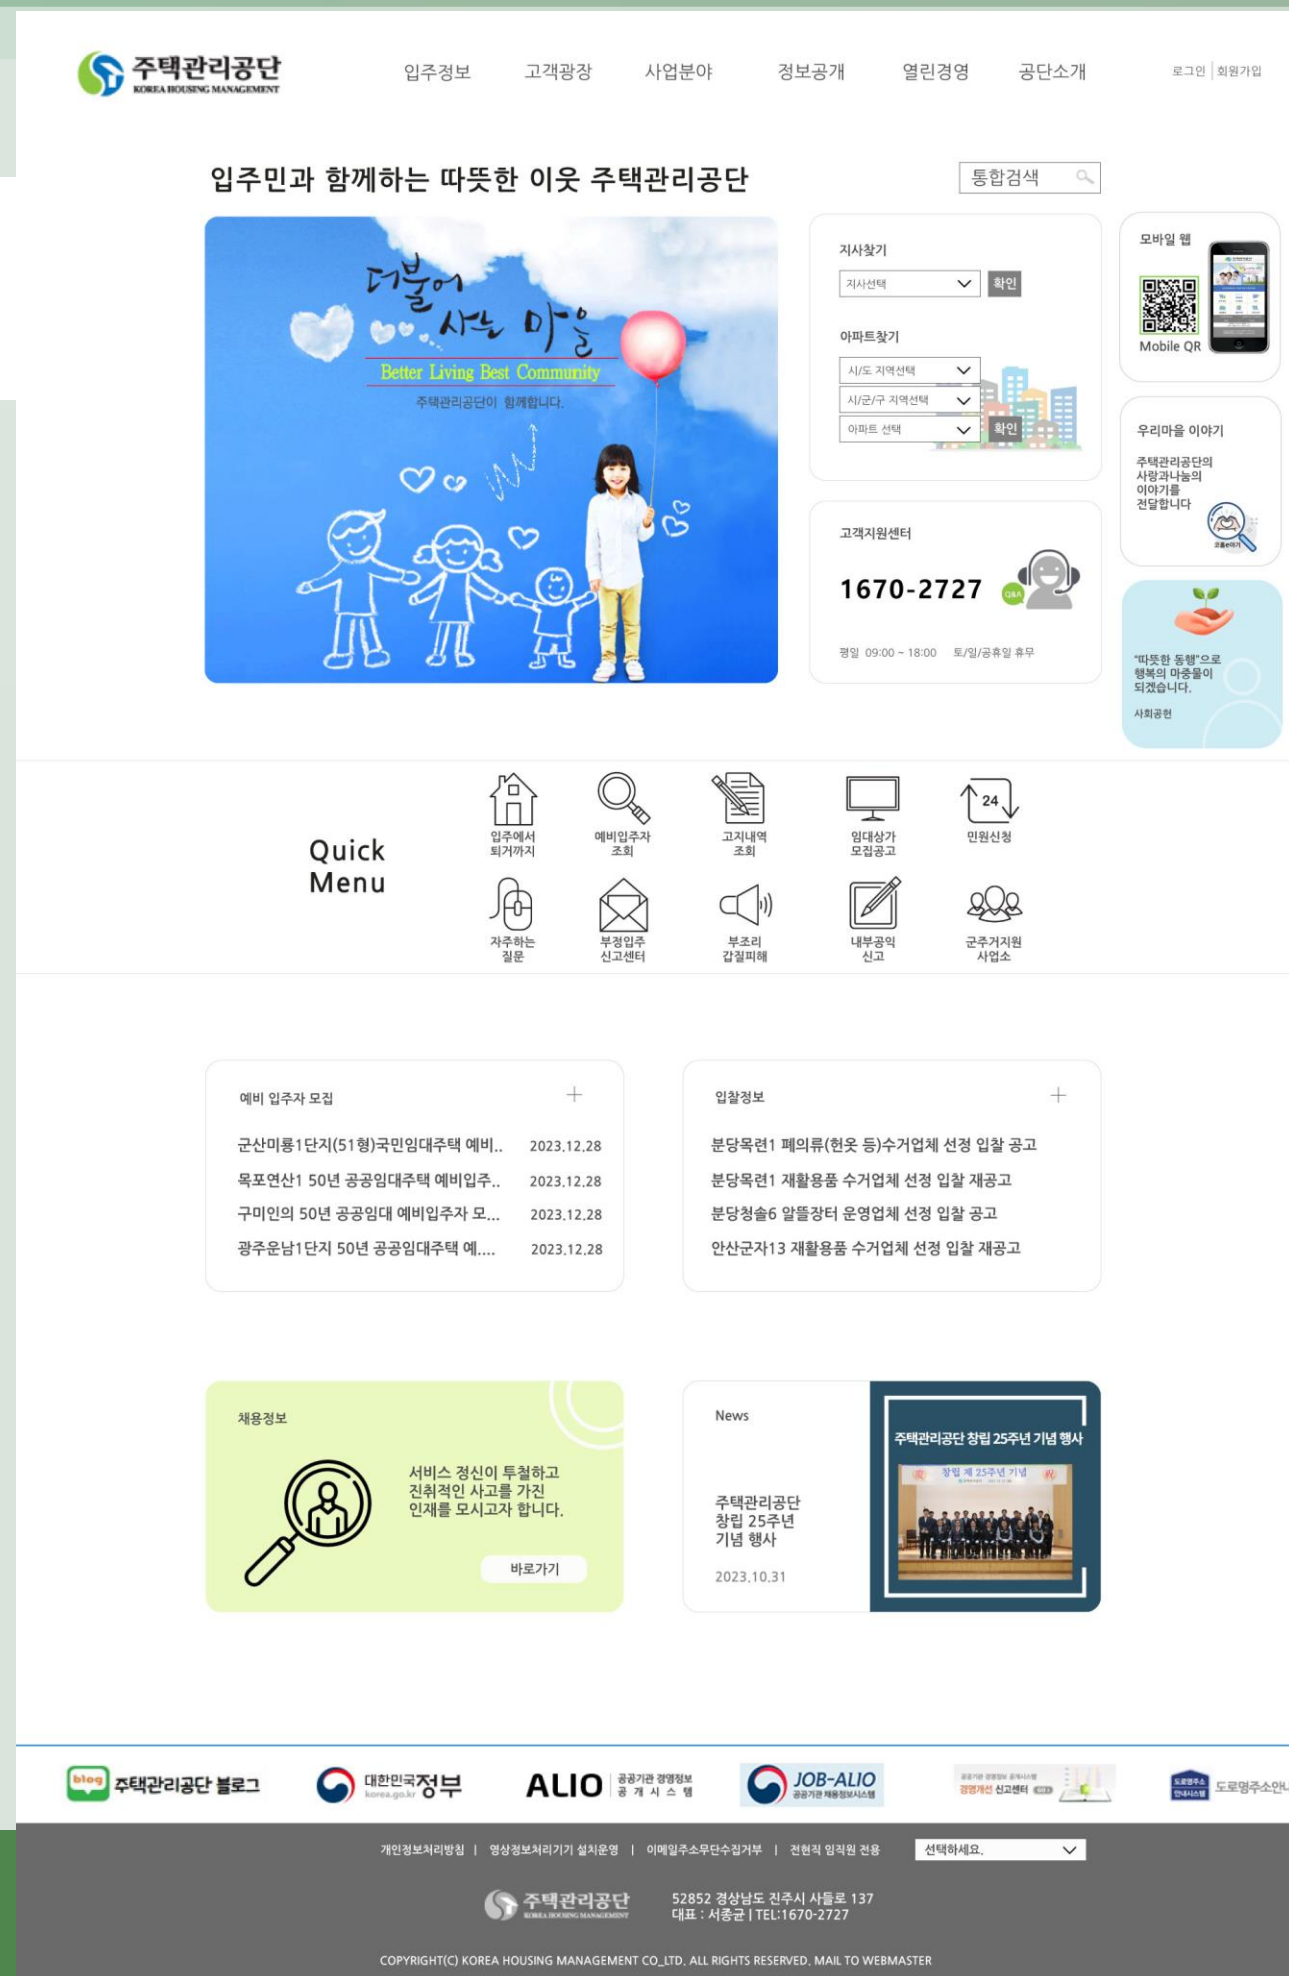 주택관리공단
KOREA HOUSING MANAGEMENT
입주정보 고객광장 사업분야 정보공개 열린경영 공단소개
로그인 | 회원가입
입주민과 함께하는 따뜻한 이웃 주택관리공단
통합검색
더불어
사는 마을
Better Living Best Community
주택관리공단이 함께합니다.
지사찾기
지사선택 확인
아파트찾기
시/도 지역선택
시/군/구 지역선택
아파트 선택 확인
고객지원센터
1670-2727
Q&A
평일 09:00 ~ 18:00 토/일/공휴일 휴무
모바일 웹
Mobile QR
우리마을 이야기
주택관리공단의
사랑과나눔의
이야기를
전달합니다
"따뜻한 동행"으로
행복의 마중물이
되겠습니다.
사회공헌
Quick
Menu
입주에서
퇴거까지
예비입주자
조회
고지내역
조회
임대상가
모집공고
24
민원신청
자주하는
질문
부정입주
신고센터
부조리
갑질피해
내부공익
신고
군주거지원
사업소
예비 입주자 모집
군산미룡1단지(51형)국민임대주택 예비.. 2023.12.28
목포연산1 50년 공공임대주택 예비입주.. 2023.12.28
구미인의 50년 공공임대 예비입주자 모... 2023.12.28
광주운남1단지 50년 공공임대주택 예.... 2023.12.28
입찰정보
분당목련1 폐의류(헌옷 등)수거업체 선정 입찰 공고
분당목련1 재활용품 수거업체 선정 입찰 재공고
분당청솔6 알뜰장터 운영업체 선정 입찰 공고
안산군자13 재활용품 수거업체 선정 입찰 재공고
채용정보
서비스 정신이 투철하고
진취적인 사고를 가진
인재를 모시고자 합니다.
바로가기
News
주택관리공단
창립 25주년
기념 행사
2023.10.31
주택관리공단 창립 25주년 기념 행사
창립 제 25주년 기념
blog 주택관리공단 블로그
대한민국정부
korea.go.kr
ALIO 공공기관 경영정보
공 개 시 스 템
JOB-ALIO
공공기관 채용정보시스템
공공기관 경영정보 공개시스템
경영개선 신고센터
도로명주소
안내시스템
도로명주소안내
개인정보처리방침 | 영상정보처리기기 설치운영 | 이메일주소무단수집거부 | 전현직 임직원 전용
선택하세요.
주택관리공단
KOREA HOUSING MANAGEMENT
52852 경상남도 진주시 사들로 137
대표 : 서종균 | TEL:1670-2727
COPYRIGHT(C) KOREA HOUSING MANAGEMENT CO_LTD. ALL RIGHTS RESERVED. MAIL TO WEBMASTER